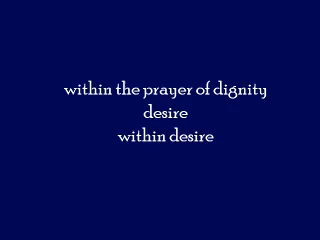 within the prayer of dignity
desire
within desire